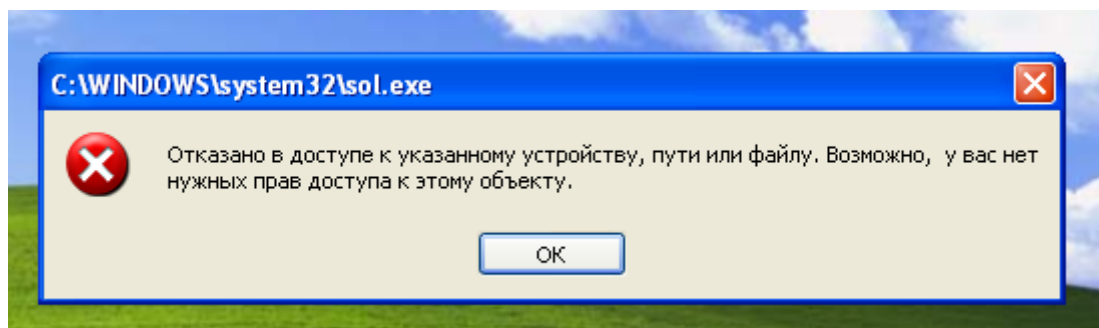 C:\WINDOWS\system32\sol.exe
Отказано в доступе к указанному устройству, пути или файлу. Возможно,  у вас нет
нужных прав доступа к этому объекту.
ОК